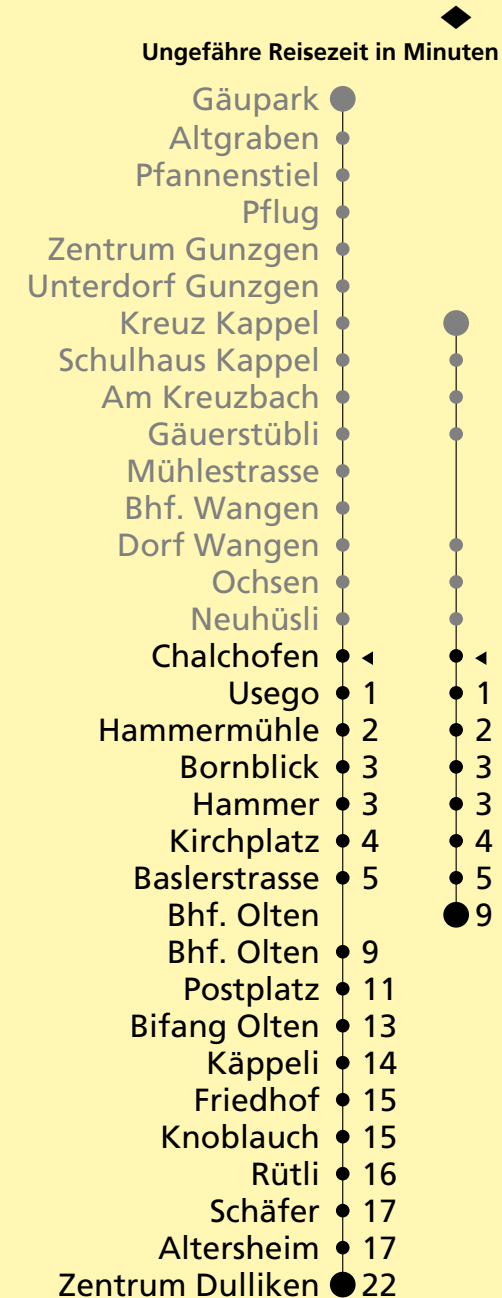 Ungefähre Reisezeit in Minuten
Gäupark
Altgraben
Pfannenstiel
Pflug
Zentrum Gunzgen
Unterdorf Gunzgen
Kreuz Kappel
Schulhaus Kappel
Am Kreuzbach
Gäuerstübli
Mühlestrasse
Bhf. Wangen
Dorf Wangen
Ochsen
Neuhüsli
Chalchofen
Usego 1 1
Hammermühle 2 2
Bornblick 3 3
Hammer 3 3
Kirchplatz 4 4
Baslerstrasse 5 5
Bhf. Olten 9
Bhf. Olten 9
Postplatz 11
Bifang Olten 13
Käppeli 14
Friedhof 15
Knoblauch 15
Rütli 16
Schäfer 17
Altersheim 17
Zentrum Dulliken 22